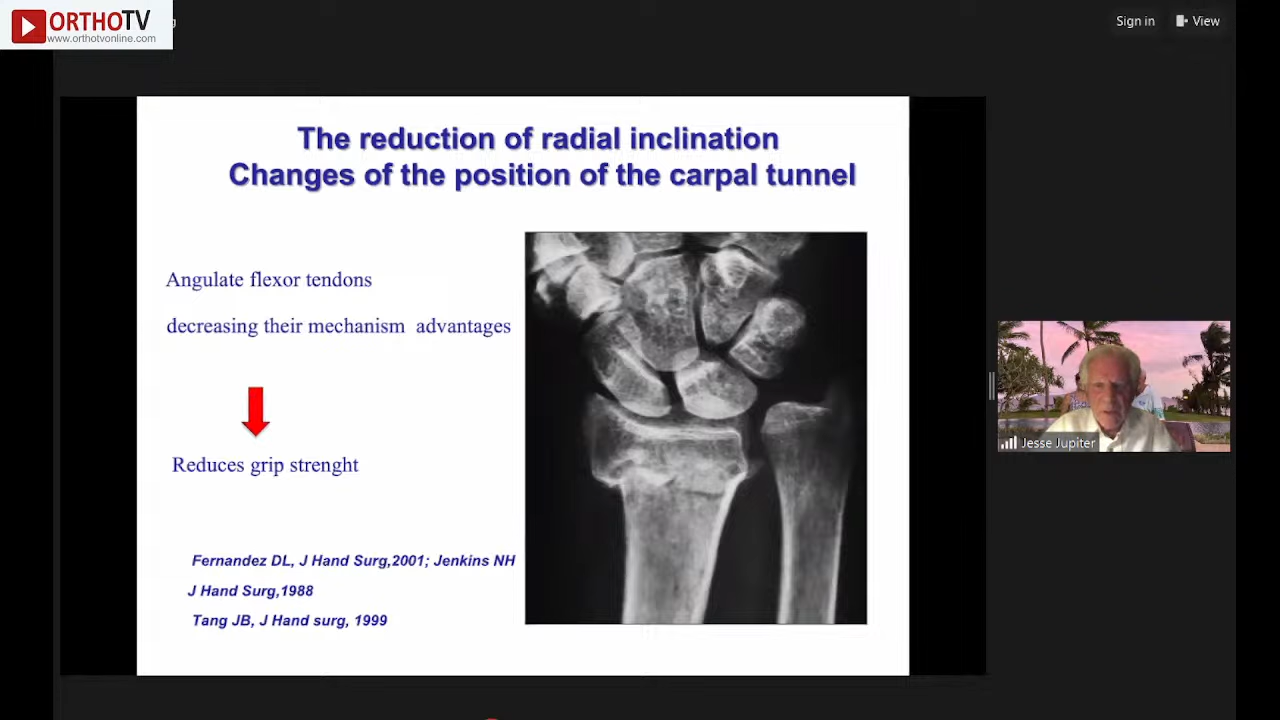 ORTHOTV
www.orthotvonline.com
Sign in
View
The reduction of radial inclination
Changes of the position of the carpal tunnel
Angulate flexor tendons
decreasing their mechanism advantages
Reduces grip strenght
Fernandez DL, J Hand Surg,2001; Jenkins NH
J Hand Surg,1988
Tang JB, J Hand surg, 1999
Jesse Jupiter